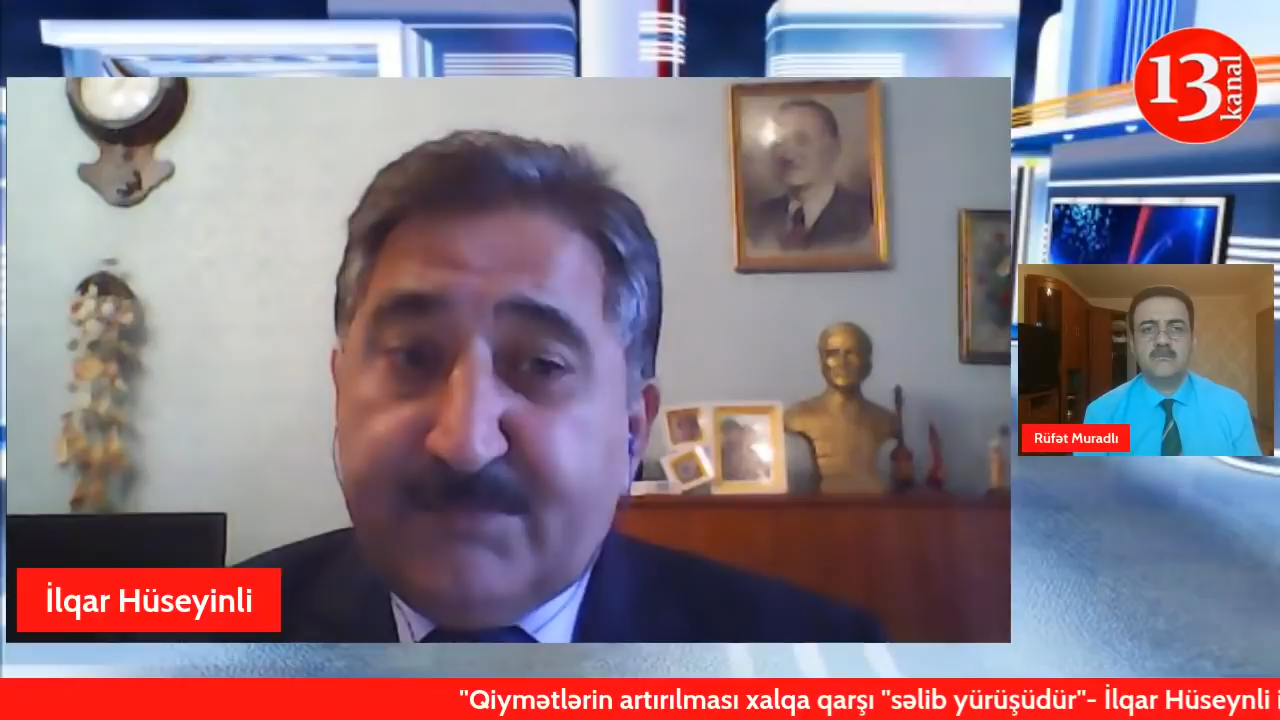 13
kanal
Rüfət Muradlı
İlqar Hüseyinli
"Qiymətlərin artırılması xalqa qarşı "səlib yürüşüdür"- İlqar Hüseynli i